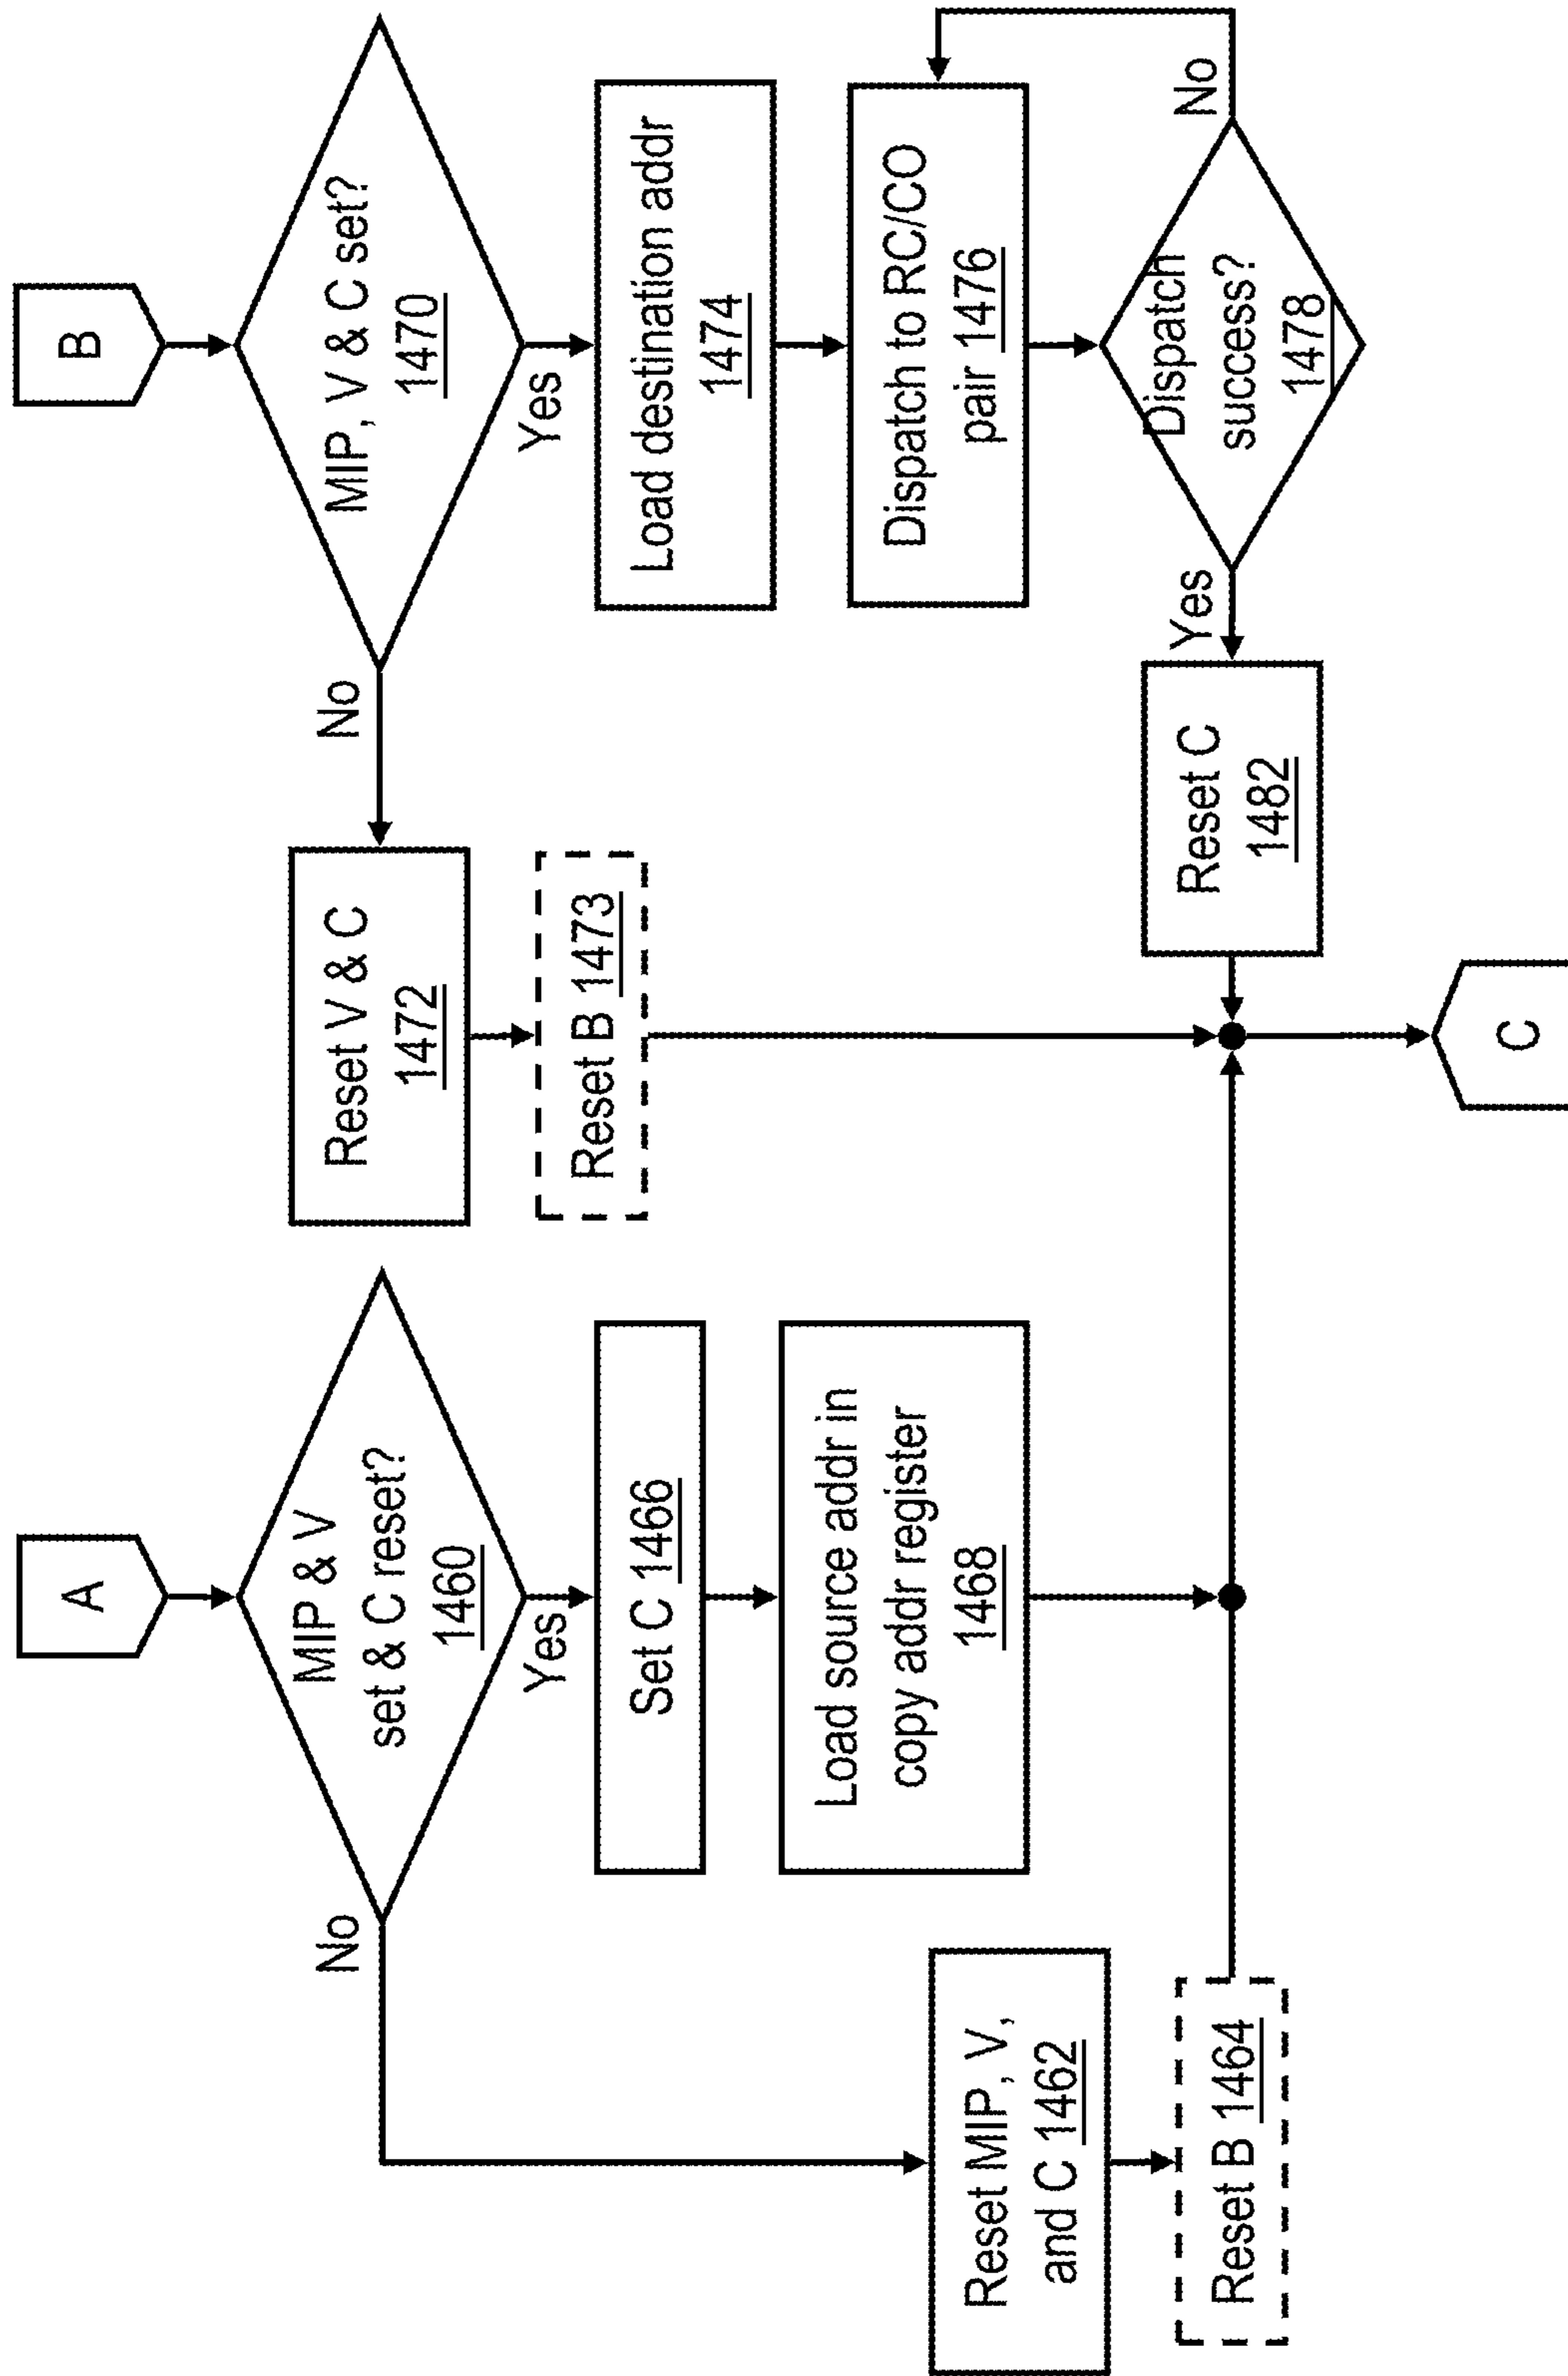 A
MIP & V
set & C reset?
1460
No
Yes
Set C 1466
Load source addr in
copy addr register
1468
Reset MIP, V,
and C 1462
Reset B 1464
B
MIP, V & C set?
1470
No
Yes
Reset V & C
1472
Reset B 1473
Load destination addr
1474
Dispatch to RC/CO
pair 1476
Dispatch
success?
1478
No
Yes
Reset C
1482
C